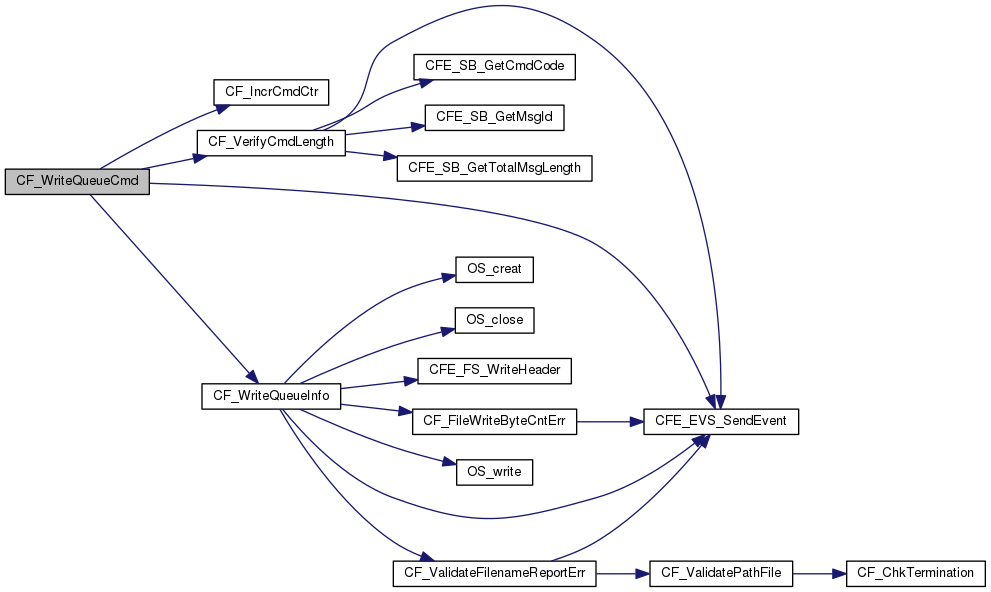 CFE_SB_GetCmdCode
CF_IncrCmdCtr
CFE_SB_GetMsgId
CF_VerifyCmdLength
CFE_SB_GetTotalMsgLength
CF_WriteQueueCmd
OS_creat
OS_close
CFE_FS_WriteHeader
CF_WriteQueueInfo
CF_FileWriteByteCntErr
CFE_EVS_SendEvent
OS_write
CF_ValidateFilenameReportErr
CF_ValidatePathFile
CF_ChkTermination